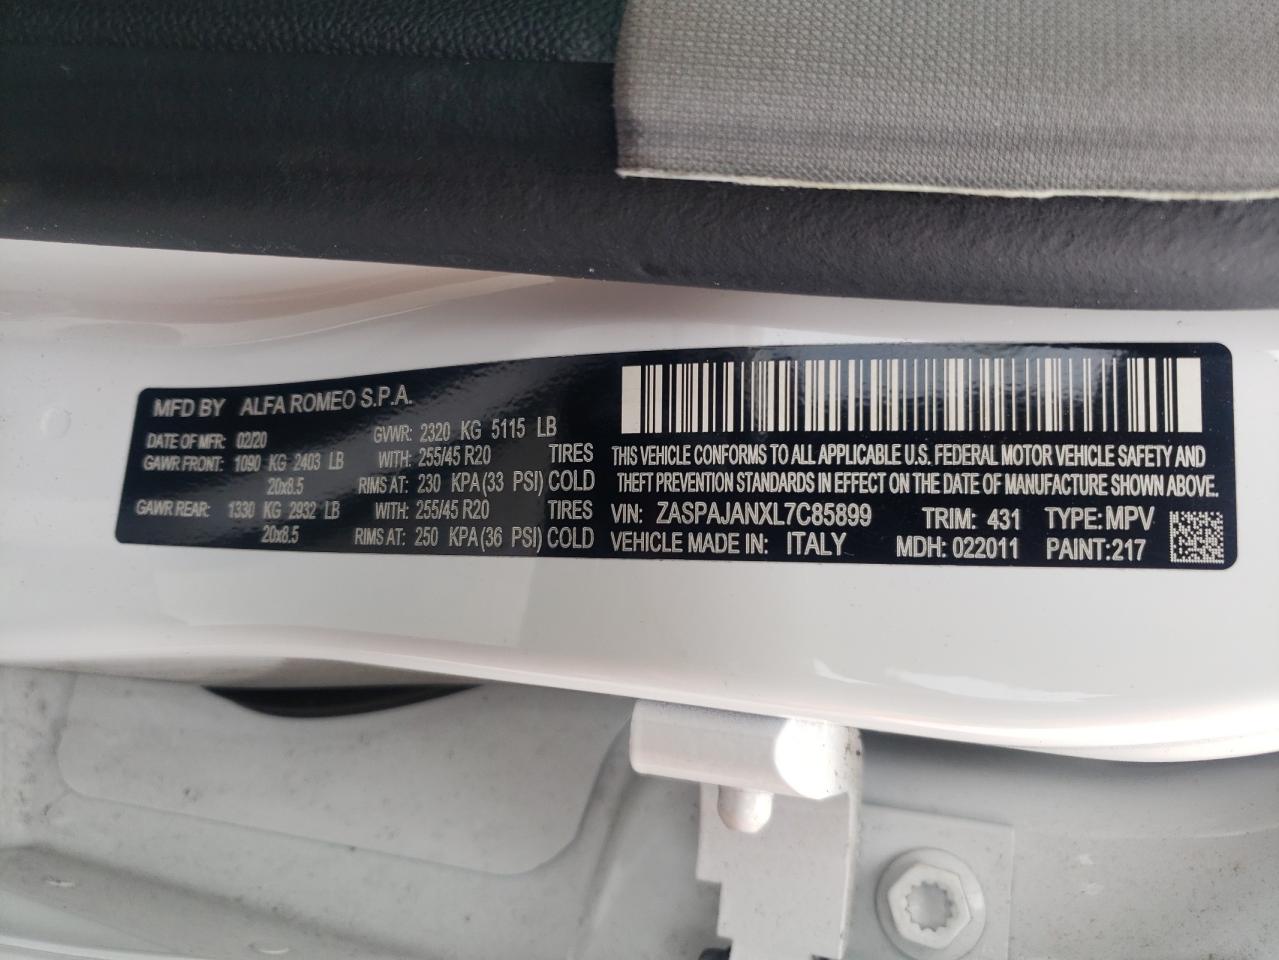 MFD BY ALFA ROMEO S.P.A.
DATE OF MFR: 02/20 GVWR: 2320 KG 5115 LB
GAWR FRONT: 1090 KG 2403 LB WITH: 255/45 R20 TIRES
20x8.5 RIMS AT: 230 KPA(33 PSI) COLD
GAWR REAR: 1330 KG 2932 LB WITH: 255/45 R20
20x8.5 RIMS AT: 250 KPA(36 PSI) COLD
THIS VEHICLE CONFORMS TO ALL APPLICABLE U.S. FEDERAL MOTOR VEHICLE SAFETY AND
THEFT PREVENTION STANDARDS IN EFFECT ON THE DATE OF MANUFACTURE SHOWN ABOVE.
VIN: ZASPAJANXL7C85899 TRIM: 431 TYPE:MPV
VEHICLE MADE IN: ITALY MDH: 022011 PAINT:217